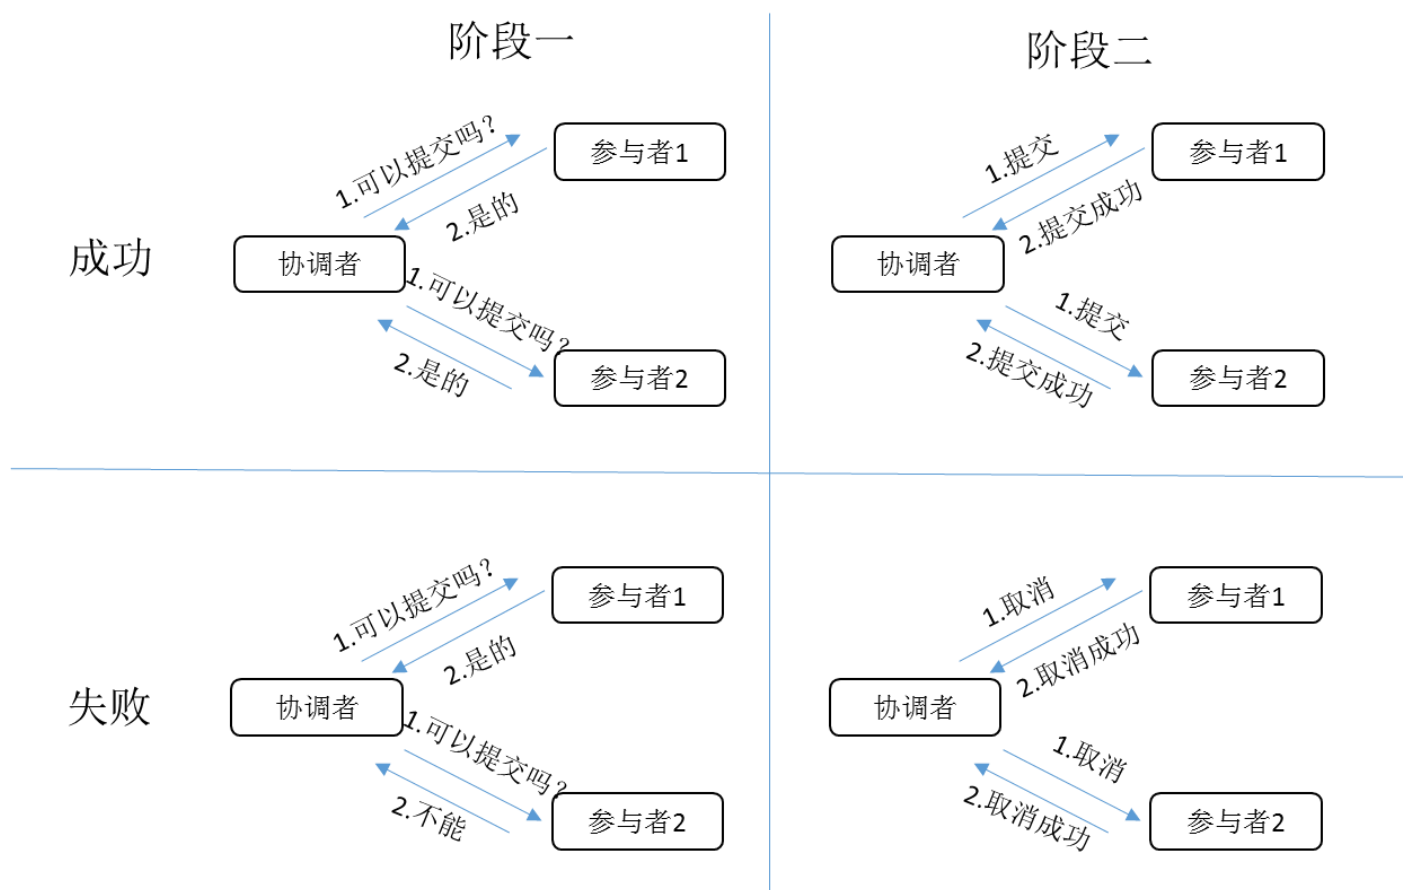 阶段一
阶段二
成功
1.可以提交吗?
参与者1
2.是的
协调者
1.可以提交吗?
2.是的
参与者2
1.提交
参与者1
2.提交成功
协调者
1.提交
2.提交成功
参与者2
失败
1.可以提交吗?
参与者1
2.是的
协调者
1.可以提交吗?
2.不能
参与者2
1.取消
参与者1
2.取消成功
协调者
1.取消
2.取消成功
参与者2